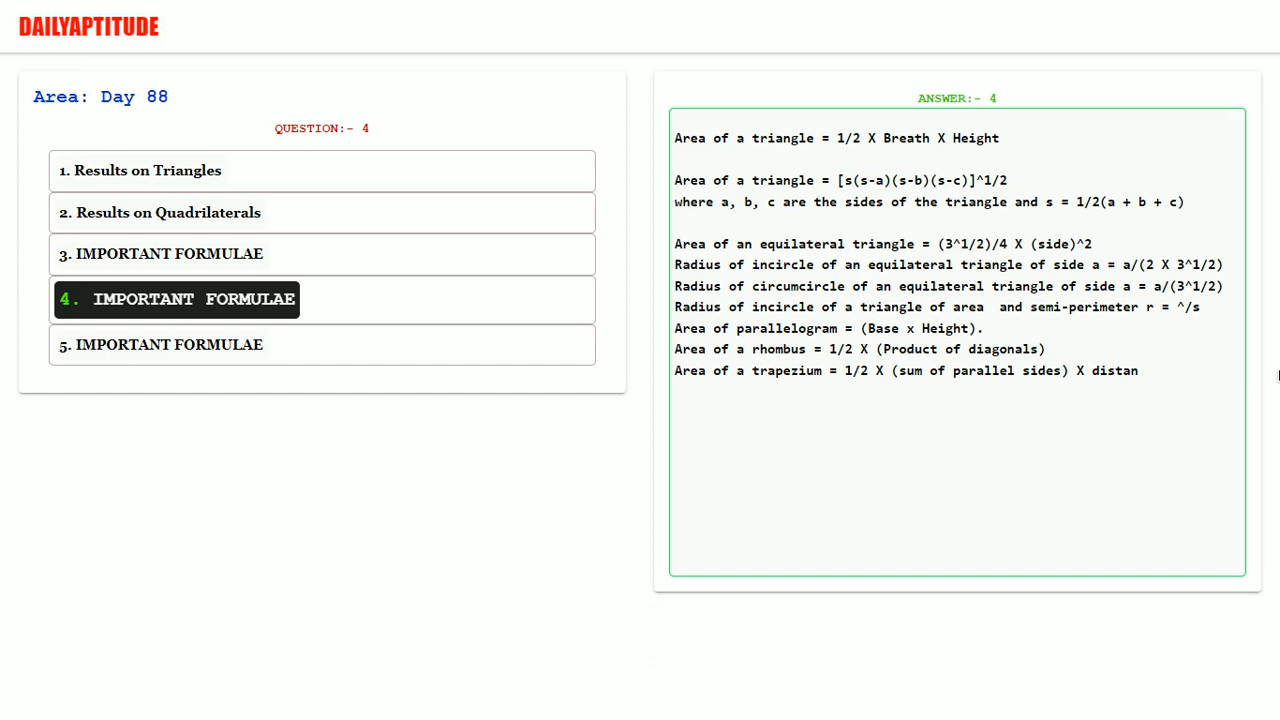 DAILYAPTITUDE
Area: Day 88
QUESTION:- 4
1. Results on Triangles
2. Results on Quadrilaterals
3. IMPORTANT FORMULAE
4. IMPORTANT FORMULAE
5. IMPORTANT FORMULAE
ANSWER:- 4
Area of a triangle = 1/2 X Breath X Height
Area of a triangle = [s(s-a)(s-b)(s-c)]^1/2
where a, b, c are the sides of the triangle and s = 1/2(a + b + c)
Area of an equilateral triangle = (3^1/2)/4 X (side)^2
Radius of incircle of an equilateral triangle of side a = a/(2 X 3^1/2)
Radius of circumcircle of an equilateral triangle of side a = a/(3^1/2)
Radius of incircle of a triangle of area  and semi-perimeter r = ^/s
Area of parallelogram = (Base x Height).
Area of a rhombus = 1/2 X (Product of diagonals)
Area of a trapezium = 1/2 X (sum of parallel sides) X distan